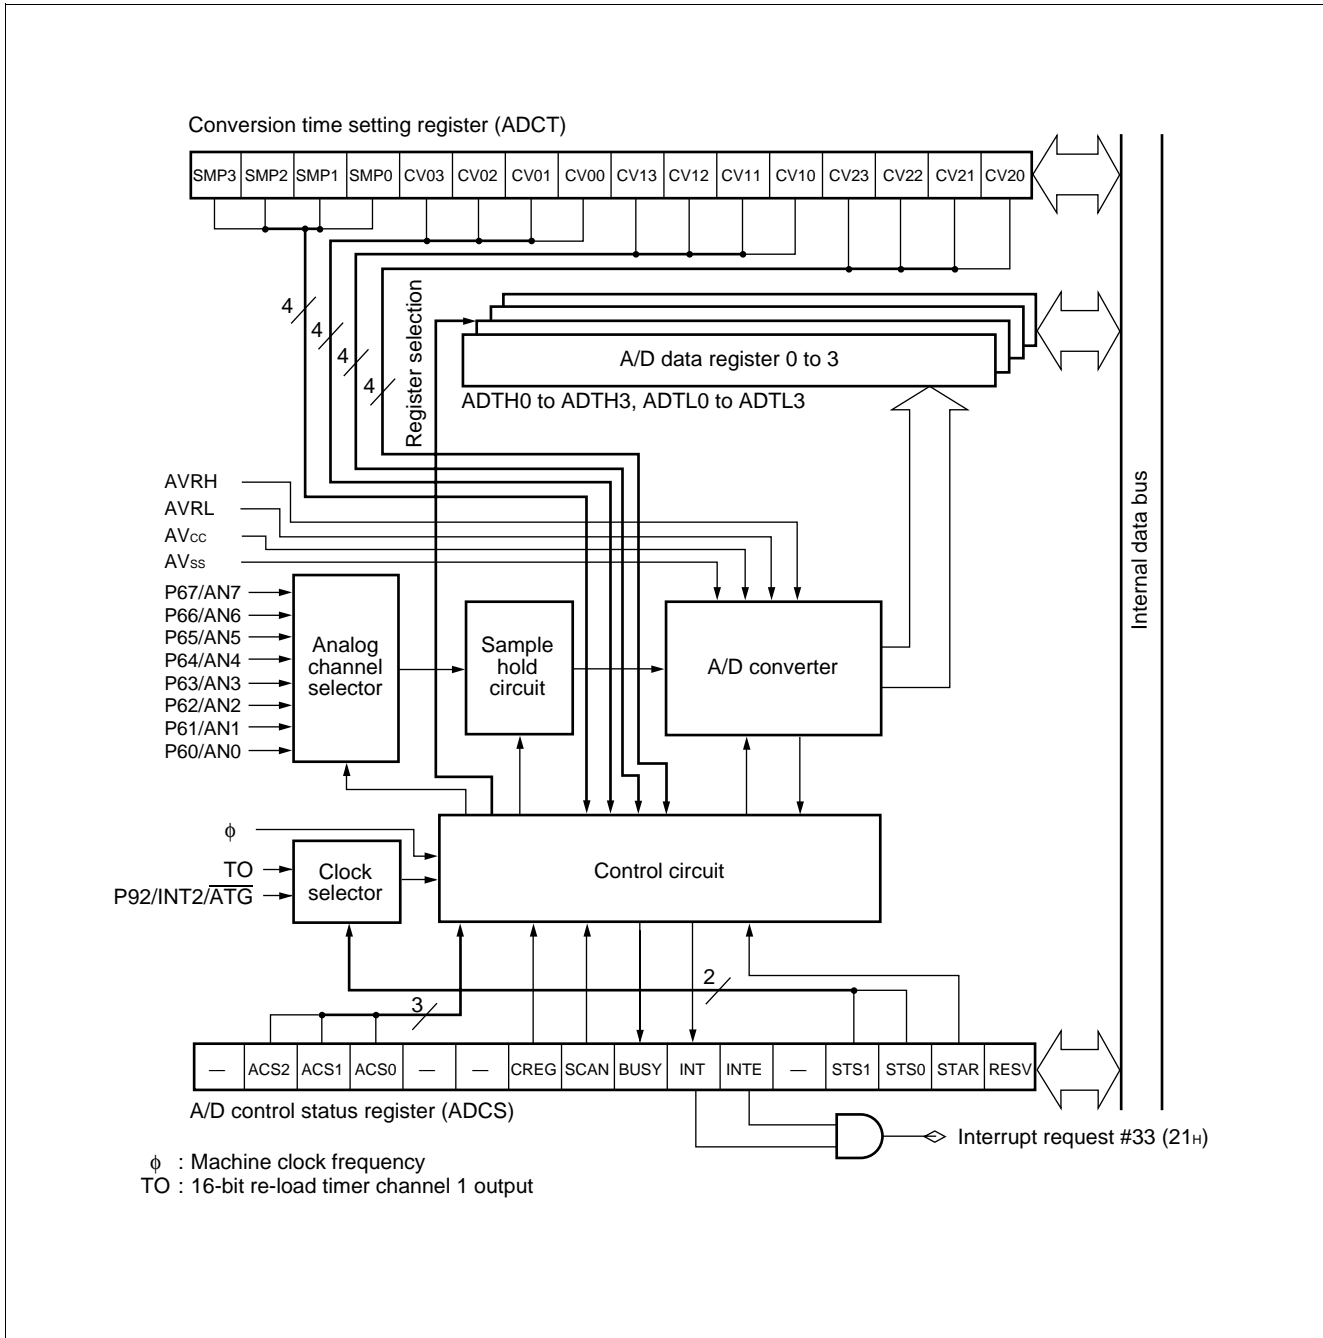 Conversion time setting register (ADCT)
SMP3 SMP2 SMP1 SMP0 CV03 CV02 CV01 CV00 CV13 CV12 CV11 CV10 CV23 CV22 CV21 CV20
4
4
4
4
Register selection
A/D data register 0 to 3
ADTH0 to ADTH3, ADTL0 to ADTL3
Internal data bus
AVRH
AVRL
AVCC
AVSS
P67/AN7
P66/AN6
P65/AN5
P64/AN4
P63/AN3
P62/AN2
P61/AN1
P60/AN0
Analog
channel
selector
Sample
hold
circuit
A/D converter
ϕ
TO
P92/INT2/A̅T̅G̅
Clock
selector
Control circuit
2
3
— ACS2 ACS1 ACS0 — — CREG SCAN BUSY INT INTE — STS1 STS0 STAR RESV
A/D control status register (ADCS)
Interrupt request #33 (21H)
ϕ : Machine clock frequency
TO : 16-bit re-load timer channel 1 output